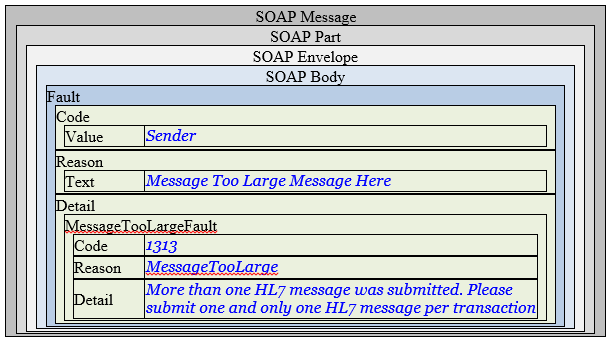 SOAP Message
SOAP Part
SOAP Envelope
SOAP Body
Fault
Code
Value Sender
Reason
Text Message Too Large Message Here
Detail
MessageTooLargeFault
Code 1313
Reason MessageTooLarge
Detail More than one HL7 message was submitted. Please
submit one and only one HL7 message per transaction